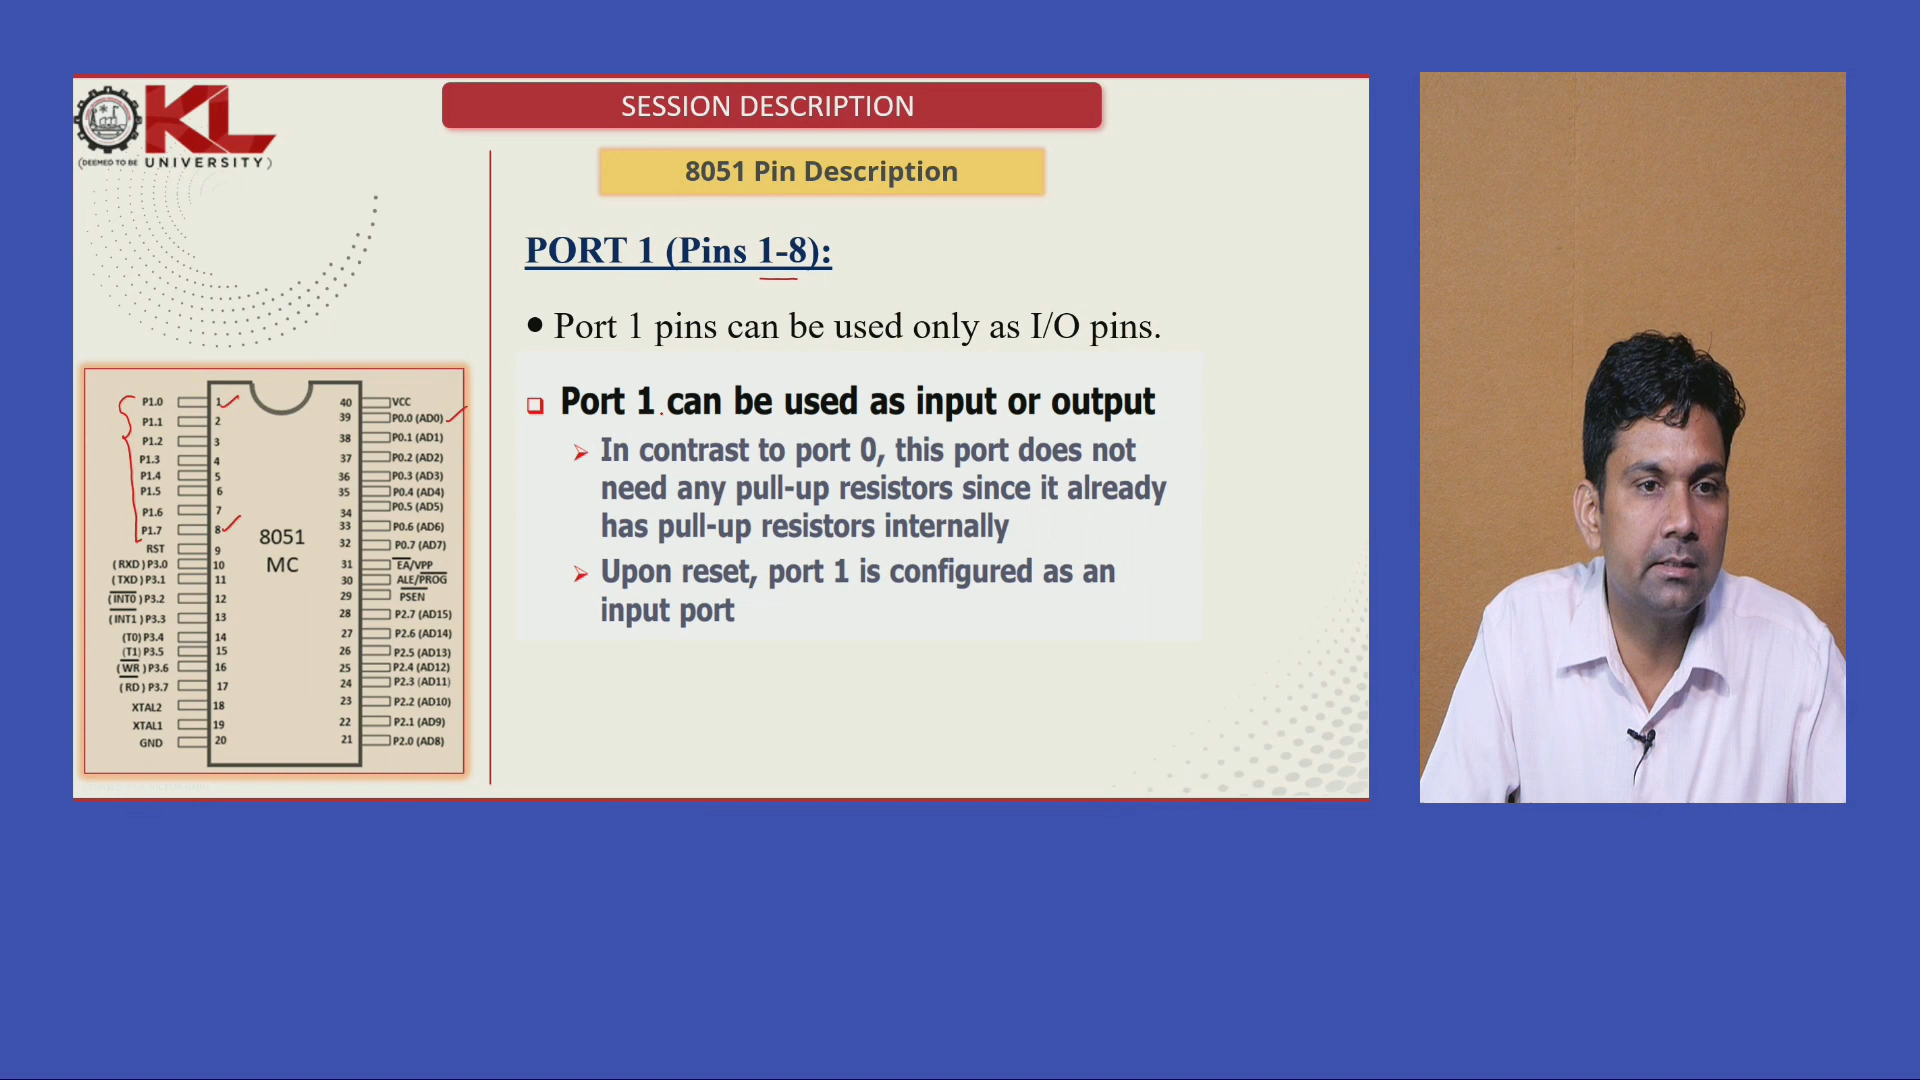 KL
(DEEMED TO BE UNIVERSITY)
SESSION DESCRIPTION
8051 Pin Description
PORT 1 (Pins 1-8):
• Port 1 pins can be used only as I/O pins.
❑ Port 1 can be used as input or output
➢ In contrast to port 0, this port does not
need any pull-up resistors since it already
has pull-up resistors internally
➢ Upon reset, port 1 is configured as an
input port
P1.0 1 40 VCC
P1.1 2 39 P0.0 (AD0)
P1.2 3 38 P0.1 (AD1)
P1.3 4 37 P0.2 (AD2)
P1.4 5 36 P0.3 (AD3)
P1.5 6 35 P0.4 (AD4)
P1.6 7 34 P0.5 (AD5)
P1.7 8 33 P0.6 (AD6)
RST 9 32 P0.7 (AD7)
(RXD) P3.0 10 31 EA/VPP
(TXD) P3.1 11 30 ALE/PROG
(INT0) P3.2 12 29 PSEN
(INT1) P3.3 13 28 P2.7 (AD15)
(T0) P3.4 14 27 P2.6 (AD14)
(T1) P3.5 15 26 P2.5 (AD13)
(WR) P3.6 16 25 P2.4 (AD12)
(RD) P3.7 17 24 P2.3 (AD11)
XTAL2 18 23 P2.2 (AD10)
XTAL1 19 22 P2.1 (AD9)
GND 20 21 P2.0 (AD8)
8051
MC